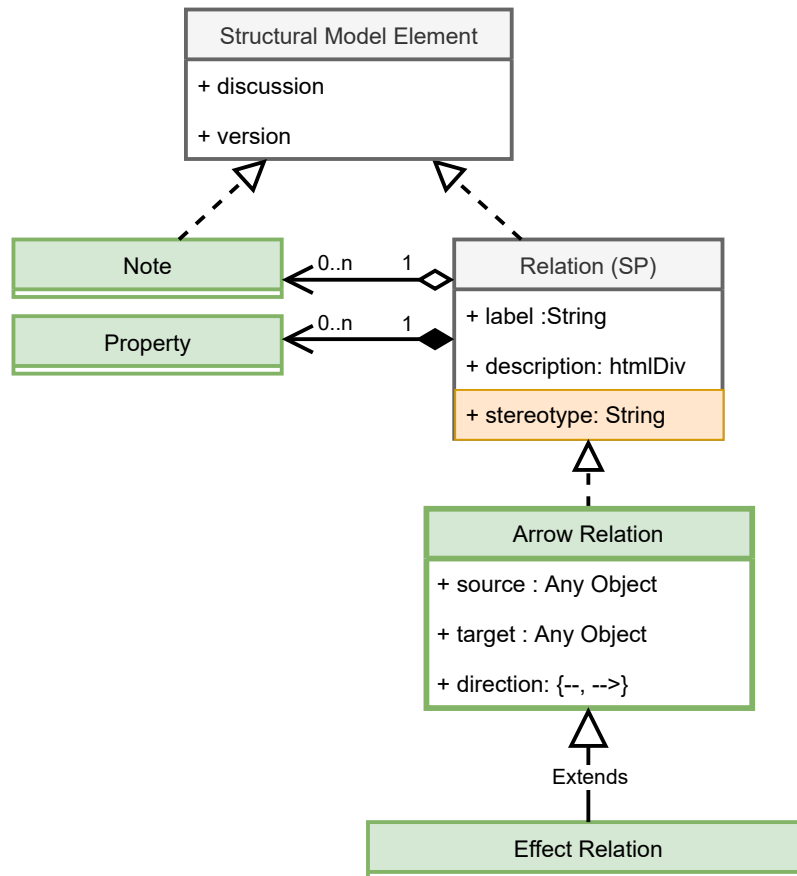 Structural Model Element
+ discussion
+ version
Note
0..n 1
Relation (SP)
+ label :String
Property
0..n 1
+ description: htmlDiv
+ stereotype: String
Arrow Relation
+ source : Any Object
+ target : Any Object
+ direction: {--, -->}
Extends
Effect Relation